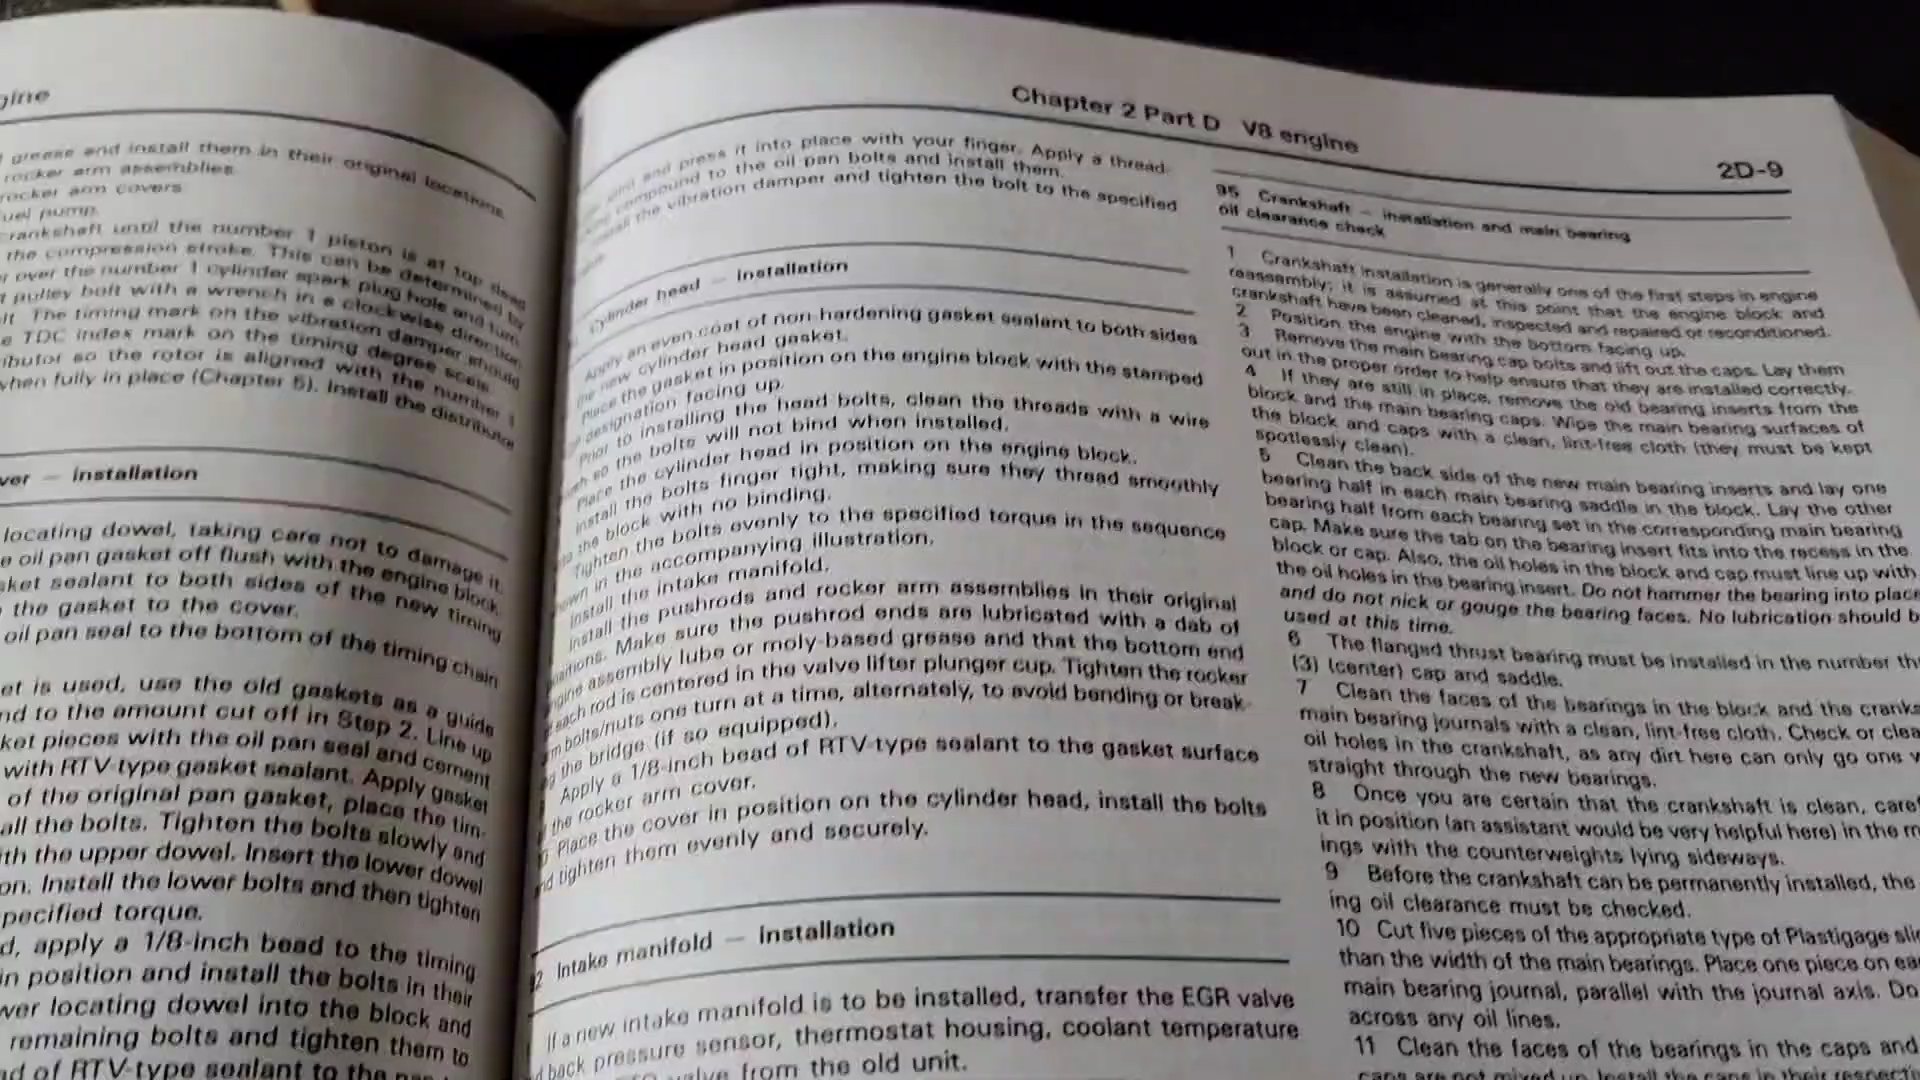 gine
grease and install them in their original locations.
rocker arm assemblies.
rocker arm covers.
uel pump.
crankshaft until the number 1 piston is at top dead
the compression stroke. This can be determined by
over the number 1 cylinder spark plug hole and turn
pulley bolt with a wrench in a clockwise direction
lt. The timing mark on the vibration damper should
e TDC index mark on the timing degree scale.
ibutor so the rotor is aligned with the number 1
when fully in place (Chapter 5). Install the distributor
ver — installation
locating dowel, taking care not to damage it.
e oil pan gasket off flush with the engine block.
sket sealant to both sides of the new timing
the gasket to the cover.
oil pan seal to the bottom of the timing chain
et is used, use the old gaskets as a guide
nd to the amount cut off in Step 2. Line up
ket pieces with the oil pan seal and cement
with RTV-type gasket sealant. Apply gasket
of the original pan gasket, place the tim-
all the bolts. Tighten the bolts slowly and
ith the upper dowel. Insert the lower dowel
on. Install the lower bolts and then tighten
pecified torque.
d, apply a 1/8-inch bead to the timing
in position and install the bolts in their
wer locating dowel into the block and
remaining bolts and tighten them to
ad of RTV-type sealant to the
Chapter 2 Part D V8 engine
2D-9
and press it into place with your finger. Apply a thread-
compound to the oil pan bolts and install them.
the vibration damper and tighten the bolt to the specified
Cylinder head — installation
Apply an even coat of non-hardening gasket sealant to both sides
the new cylinder head gasket.
Place the gasket in position on the engine block with the stamped
designation facing up.
Prior to installing the head bolts, clean the threads with a wire
so the bolts will not bind when installed.
Place the cylinder head in position on the engine block.
Install the bolts finger tight, making sure they thread smoothly
the block with no binding.
Tighten the bolts evenly to the specified torque in the sequence
own in the accompanying illustration.
Install the intake manifold.
Install the pushrods and rocker arm assemblies in their original
positions. Make sure the pushrod ends are lubricated with a dab of
engine assembly lube or moly-based grease and that the bottom end
each rod is centered in the valve lifter plunger cup. Tighten the rocker
m bolts/nuts one turn at a time, alternately, to avoid bending or break-
g the bridge (if so equipped).
Apply a 1/8-inch bead of RTV-type sealant to the gasket surface
the rocker arm cover.
Place the cover in position on the cylinder head, install the bolts
nd tighten them evenly and securely.
92 Intake manifold — installation
If a new intake manifold is to be installed, transfer the EGR valve
d back pressure sensor, thermostat housing, coolant temperature
valve from the old unit.
95 Crankshaft — installation and main bearing
oil clearance check
1 Crankshaft installation is generally one of the first steps in engine
reassembly; it is assumed at this point that the engine block and
crankshaft have been cleaned, inspected and repaired or reconditioned.
2 Position the engine with the bottom facing up.
3 Remove the main bearing cap bolts and lift out the caps. Lay them
out in the proper order to help ensure that they are installed correctly.
4 If they are still in place, remove the old bearing inserts from the
block and the main bearing caps. Wipe the main bearing surfaces of
the block and caps with a clean, lint-free cloth (they must be kept
spotlessly clean).
5 Clean the back side of the new main bearing inserts and lay one
bearing half in each main bearing saddle in the block. Lay the other
bearing half from each bearing set in the corresponding main bearing
cap. Make sure the tab on the bearing insert fits into the recess in the
block or cap. Also, the oil holes in the block and cap must line up with
the oil holes in the bearing insert. Do not hammer the bearing into place
and do not nick or gouge the bearing faces. No lubrication should b
used at this time.
6 The flanged thrust bearing must be installed in the number th
(3) (center) cap and saddle.
7 Clean the faces of the bearings in the block and the cranks
main bearing journals with a clean, lint-free cloth. Check or clea
oil holes in the crankshaft, as any dirt here can only go one w
straight through the new bearings.
8 Once you are certain that the crankshaft is clean, caref
it in position (an assistant would be very helpful here) in the m
ings with the counterweights lying sideways.
9 Before the crankshaft can be permanently installed, the
ing oil clearance must be checked.
10 Cut five pieces of the appropriate type of Plastigage sli
than the width of the main bearings. Place one piece on ea
main bearing journal, parallel with the journal axis. Do
across any oil lines.
11 Clean the faces of the bearings in the caps and
caps are not mixed up. Install the caps in their respecti